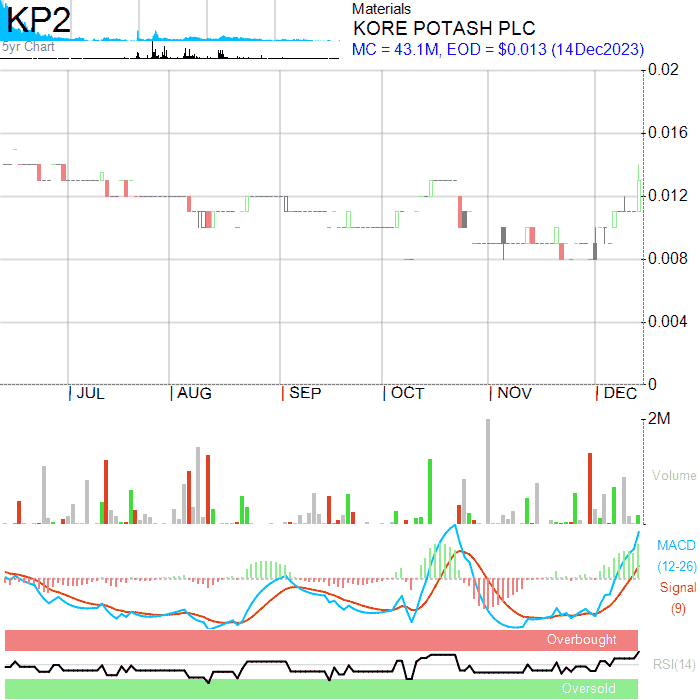 KP2
5yr Chart
Materials
KORE POTASH PLC
MC = 43.1M, EOD = $0.013 (14Dec2023)
0.02
0.016
0.012
0.008
0.004
0
JUL AUG SEP OCT NOV DEC
2M
Volume
MACD
(12-26)
Signal
(9)
Overbought
RSI(14)
Oversold